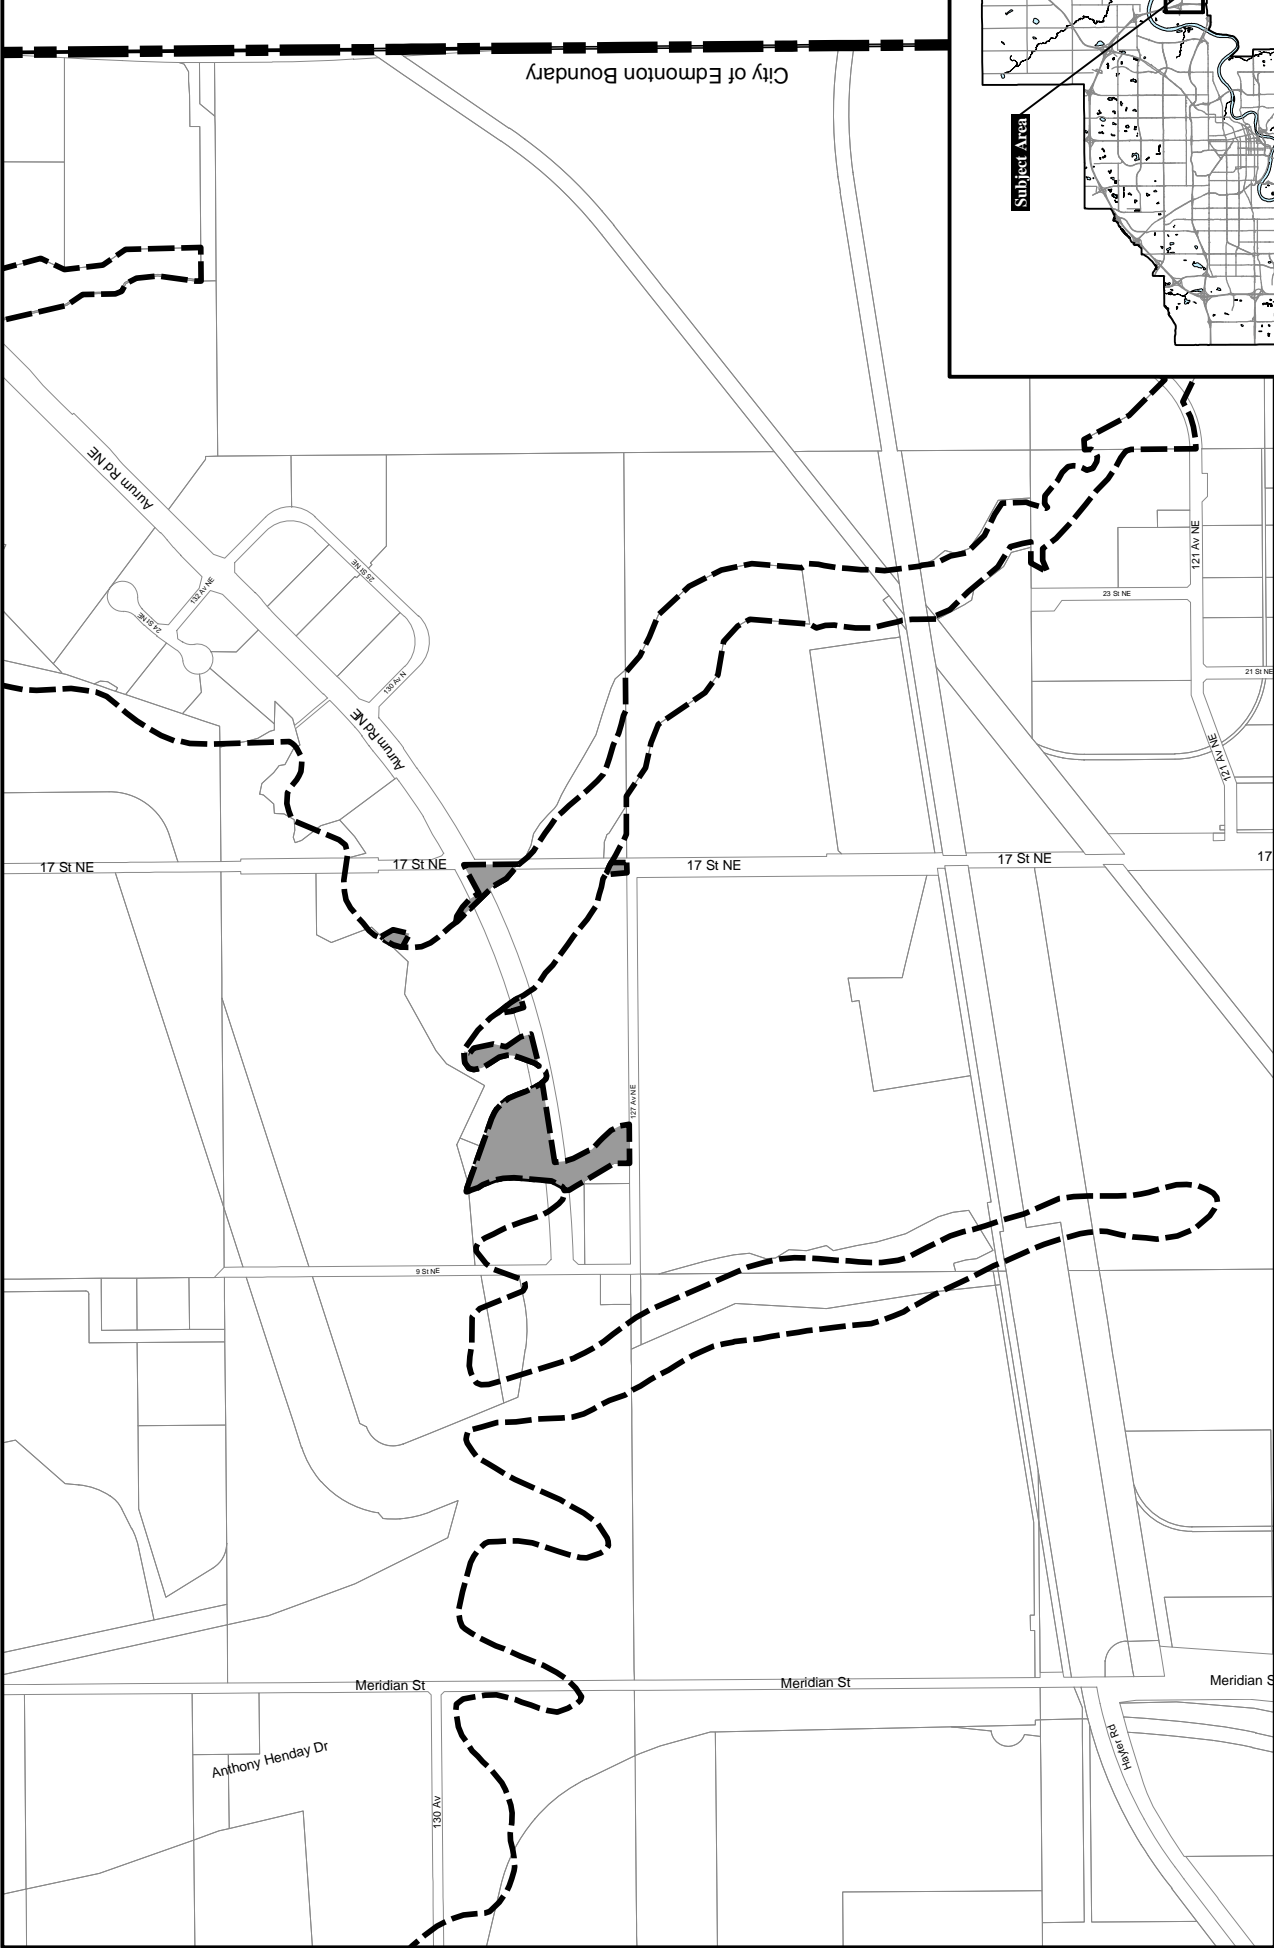 City of Edmonton Boundary
Subject Area
Aurum Rd NE
25 St NE
132 Av NE
24 St NE
121 Av NE
23 St NE
130 Av N
21 St NE
Aurum Rd NE
121 Av NE
17 St NE
17 St NE
17 St NE
17 St NE
17
127 Av NE
9 St NE
Meridian St
Meridian St
Meridian S
Anthony Henday Dr
Hayter Rd
130 Av